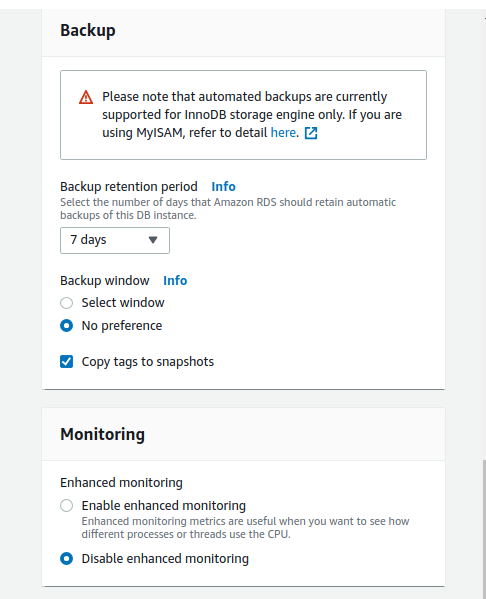 Backup
Please note that automated backups are currently
supported for InnoDB storage engine only. If you are
using MyISAM, refer to detail here.
Backup retention period Info
Select the number of days that Amazon RDS should retain automatic
backups of this DB instance.
7 days
Backup window Info
Select window
No preference
Copy tags to snapshots
Monitoring
Enhanced monitoring
Enable enhanced monitoring
Enhanced monitoring metrics are useful when you want to see how
different processes or threads use the CPU.
Disable enhanced monitoring